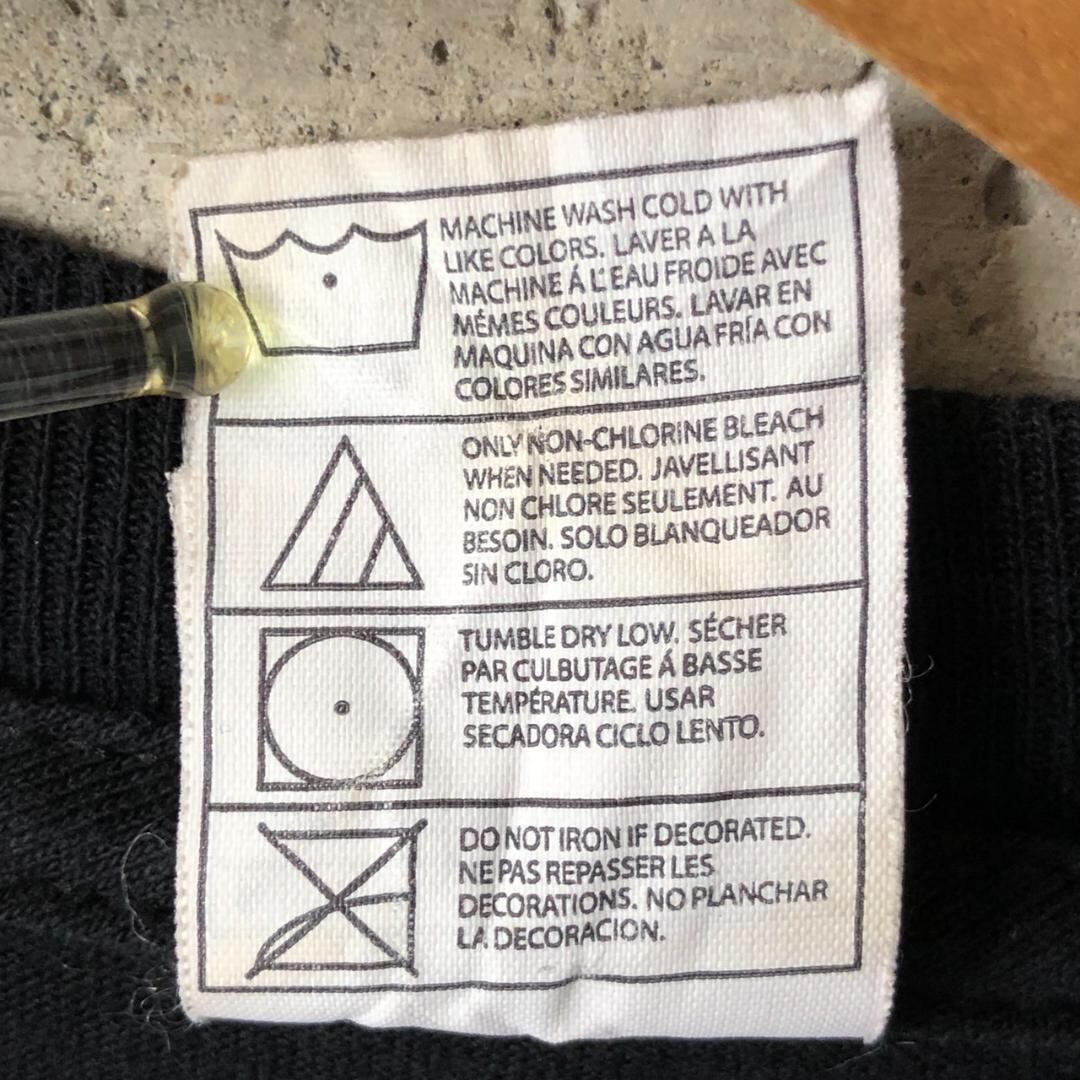 MACHINE WASH COLD WITH
LIKE COLORS. LAVER A LA
MACHINE Á L'EAU FROIDE AVEC
MÉMES COULEURS. LAVAR EN
MAQUINA CON AGUA FRÍA CON
COLORES SIMILARES.
ONLY NON-CHLORINE BLEACH
WHEN NEEDED. JAVELLISANT
NON CHLORE SEULEMENT. AU
BESOIN. SOLO BLANQUEADOR
SIN CLORO.
TUMBLE DRY LOW. SÉCHER
PAR CULBUTAGE Á BASSE
TEMPÉRATURE. USAR
SECADORA CICLO LENTO.
DO NOT IRON IF DECORATED.
NE PAS REPASSER LES
DECORATIONS. NO PLANCHAR
LA DECORACION.